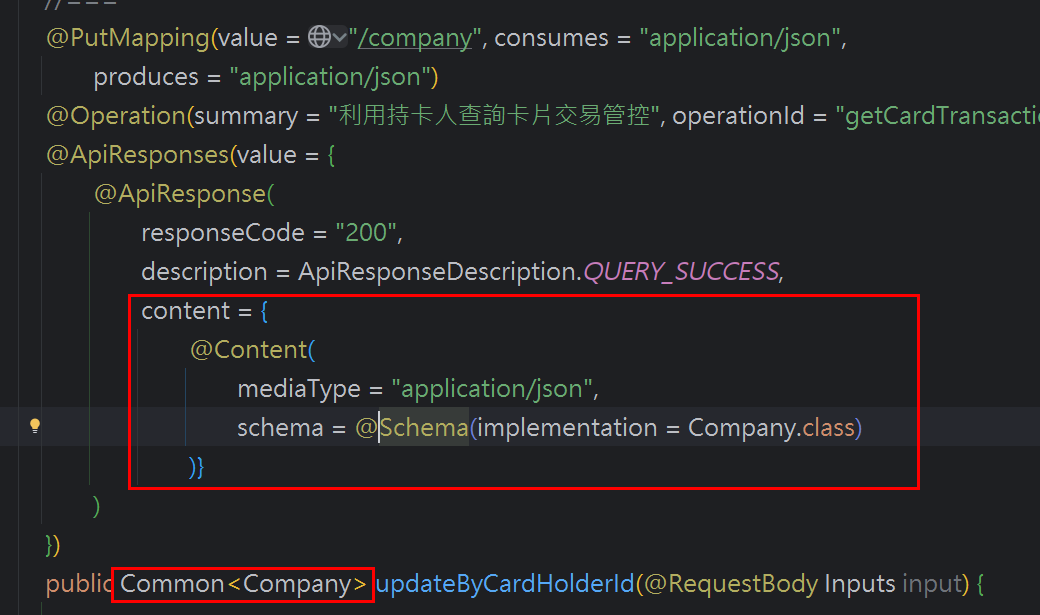 //===
@PutMapping(value = "/company", consumes = "application/json",
produces = "application/json")
@Operation(summary = "利用持卡人查詢卡片交易管控", operationId = "getCardTransacti
@ApiResponses(value = {
@ApiResponse(
responseCode = "200",
description = ApiResponseDescription.QUERY_SUCCESS,
content = {
@Content(
mediaType = "application/json",
schema = @Schema(implementation = Company.class)
)}
)
})
public Common<Company> updateByCardHolderId(@RequestBody Inputs input) {